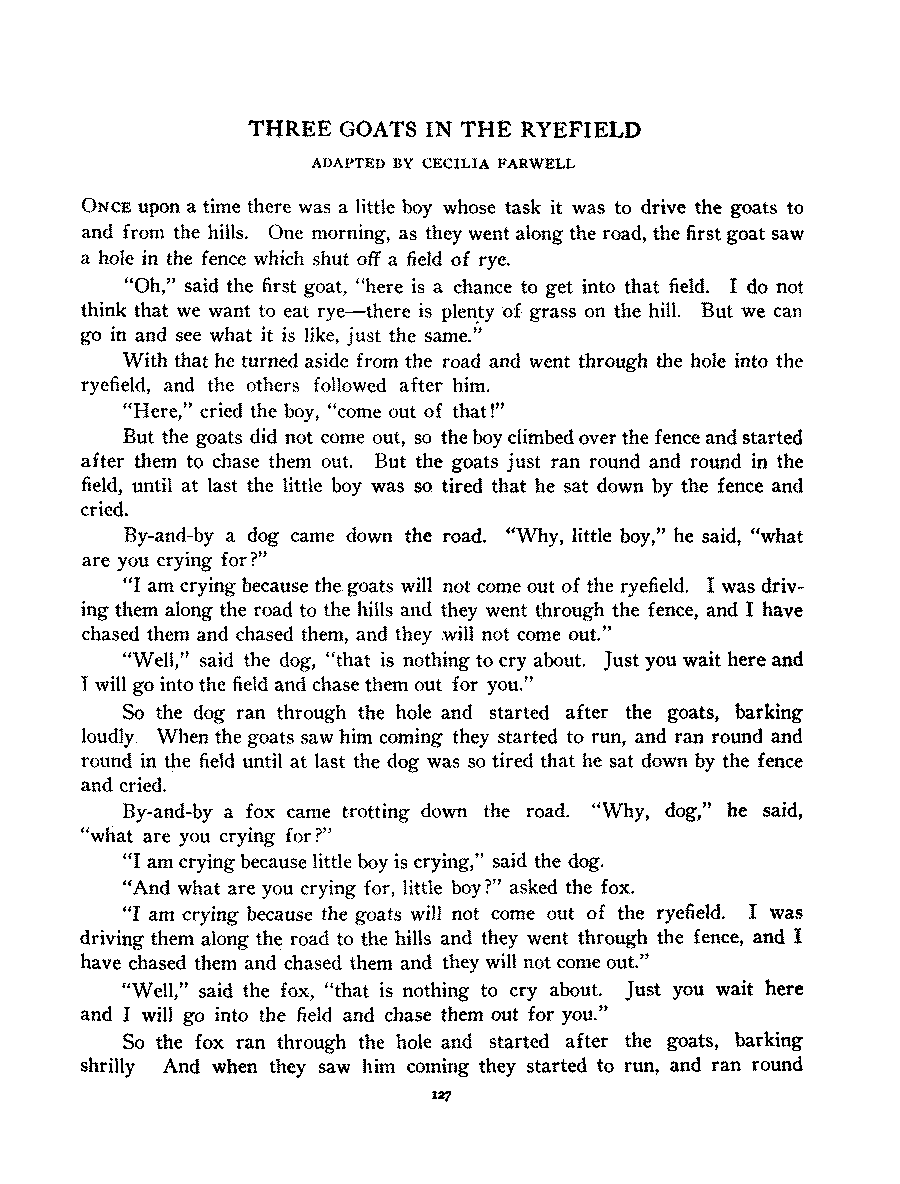 THREE GOATS IN THE RYEFIELD
ADAPTED BY CECILIA FARWELL
ONCE upon a time there was a little boy whose task it was to drive the goats to
and from the hills. One morning, as they went along the road, the first goat saw
a hole in the fence which shut off a field of rye.
"Oh," said the first goat, "here is a chance to get into that field. I do not
think that we want to eat rye—there is plenty of grass on the hill. But we can
go in and see what it is like, just the same."
With that he turned aside from the road and went through the hole into the
ryefield, and the others followed after him.
"Here," cried the boy, "come out of that!"
But the goats did not come out, so the boy climbed over the fence and started
after them to chase them out. But the goats just ran round and round in the
field, until at last the little boy was so tired that he sat down by the fence and
cried.
By-and-by a dog came down the road. "Why, little boy," he said, "what
are you crying for?"
"I am crying because the goats will not come out of the ryefield. I was driv-
ing them along the road to the hills and they went through the fence, and I have
chased them and chased them, and they will not come out."
"Well," said the dog, "that is nothing to cry about. Just you wait here and
I will go into the field and chase them out for you."
So the dog ran through the hole and started after the goats, barking
loudly When the goats saw him coming they started to run, and ran round and
round in the field until at last the dog was so tired that he sat down by the fence
and cried.
By-and-by a fox came trotting down the road. "Why, dog," he said,
"what are you crying for?"
"I am crying because little boy is crying," said the dog.
"And what are you crying for, little boy?" asked the fox.
"I am crying because the goats will not come out of the ryefield. I was
driving them along the road to the hills and they went through the fence, and I
have chased them and chased them and they will not come out."
"Well," said the fox, "that is nothing to cry about. Just you wait here
and I will go into the field and chase them out for you."
So the fox ran through the hole and started after the goats, barking
shrilly And when they saw him coming they started to run, and ran round
127